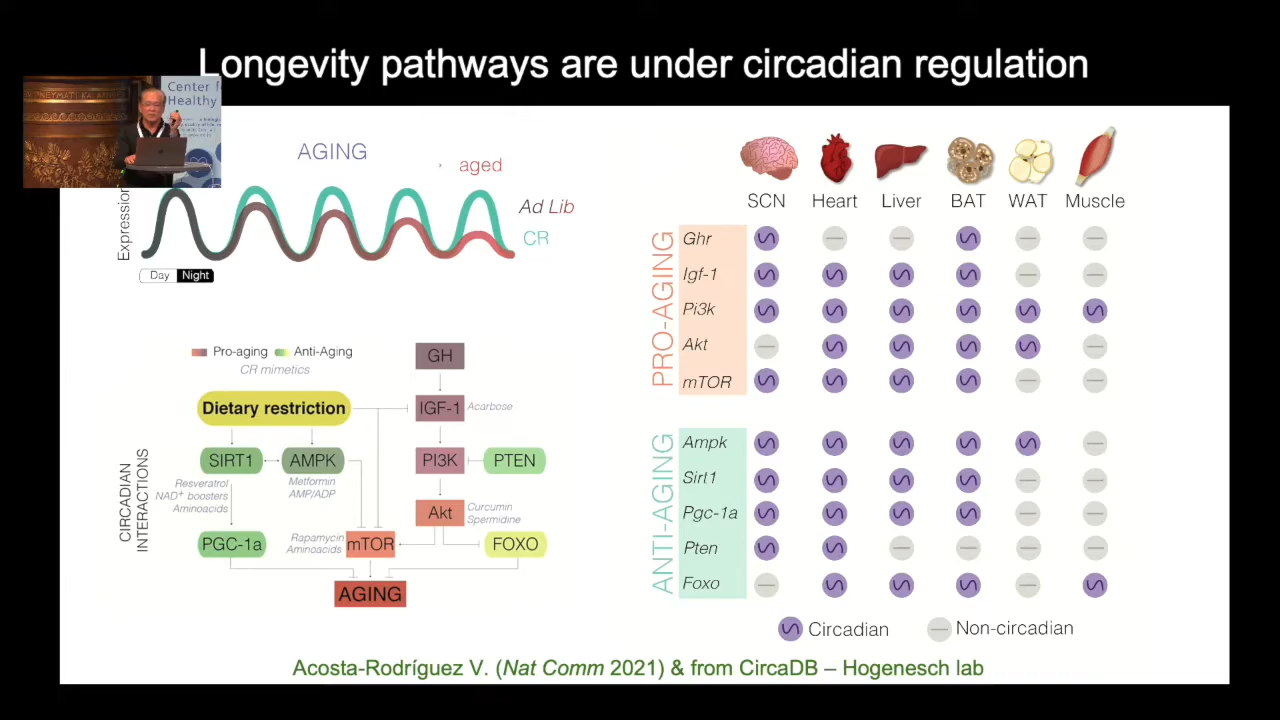 Longevity pathways are under circadian regulation
Center f
Healthy
AGING
aged
Ad Lib
CR
Expression
Day
Night
Pro-aging
Anti-Aging
CR mimetics
GH
Dietary restriction
IGF-1
Acarbose
SIRT1
AMPK
PI3K
PTEN
Resveratrol
NAD+ boosters
Aminoacids
Metformin
AMP/ADP
Akt
Curcumin
Spermidine
CIRCADIAN
INTERACTIONS
PGC-1a
Rapamycin
Aminoacids
mTOR
FOXO
AGING
SCN
Heart
Liver
BAT
WAT
Muscle
PRO-AGING
Ghr
Igf-1
Pi3k
Akt
mTOR
ANTI-AGING
Ampk
Sirt1
Pgc-1a
Pten
Foxo
Circadian
Non-circadian
Acosta-Rodríguez V. (Nat Comm 2021) & from CircaDB – Hogenesch lab